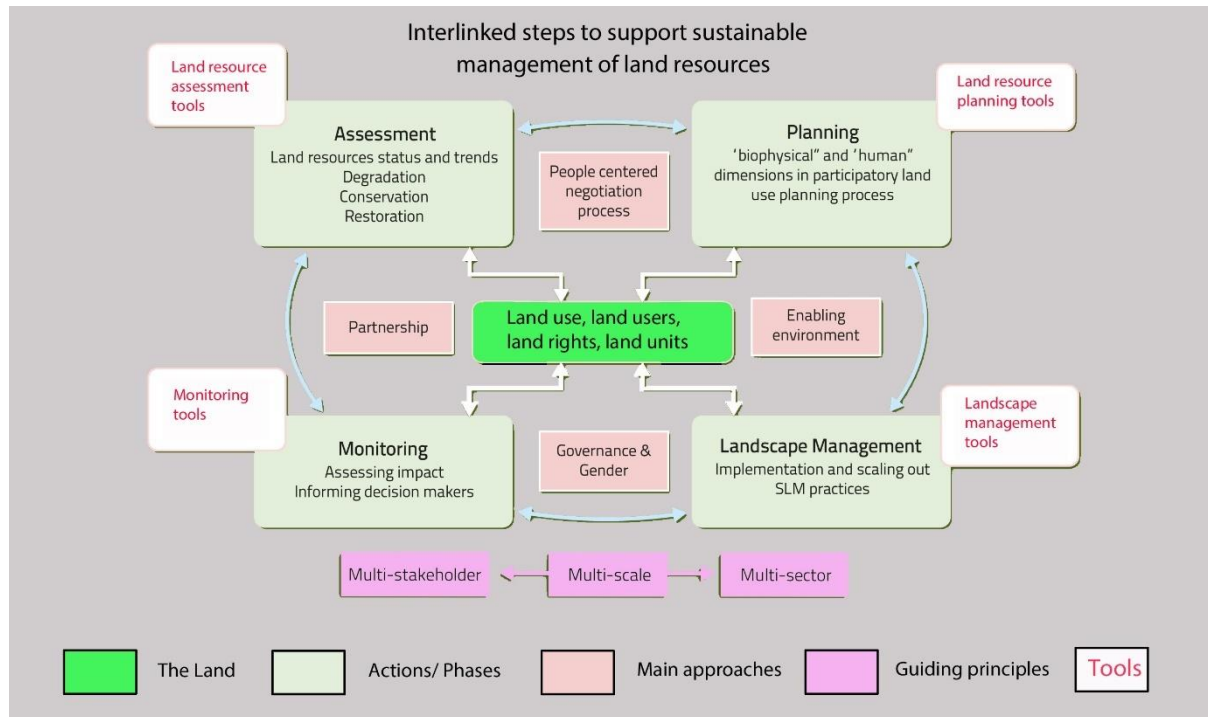 Interlinked steps to support sustainable
management of land resources
Land resource
assessment
tools
Land resource
planning tools
Assessment
Land resources status and trends
Degradation
Conservation
Restoration
People centered
negotiation
process
Planning
‘biophysical” and ‘human”
dimensions in participatory land
use planning process
Partnership
Land use, land users,
land rights, land units
Enabling
environment
Monitoring
tools
Landscape
management
tools
Monitoring
Assessing impact
Informing decision makers
Governance &
Gender
Landscape Management
Implementation and scaling out
SLM practices
Multi-stakeholder
Multi-scale
Multi-sector
The Land
Actions/ Phases
Main approaches
Guiding principles
Tools